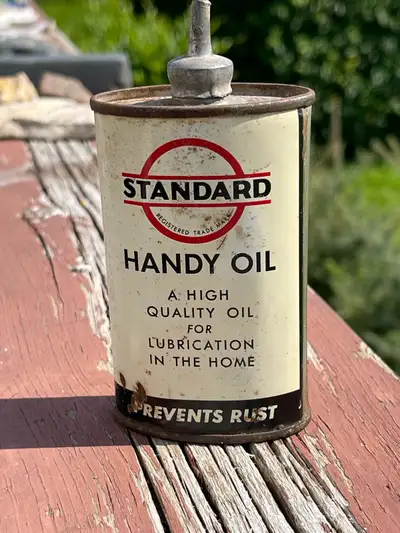 STANDARD
REGISTERED TRADE MARK
HANDY OIL
A HIGH
QUALITY OIL
FOR
LUBRICATION
IN THE HOME
PREVENTS RUST